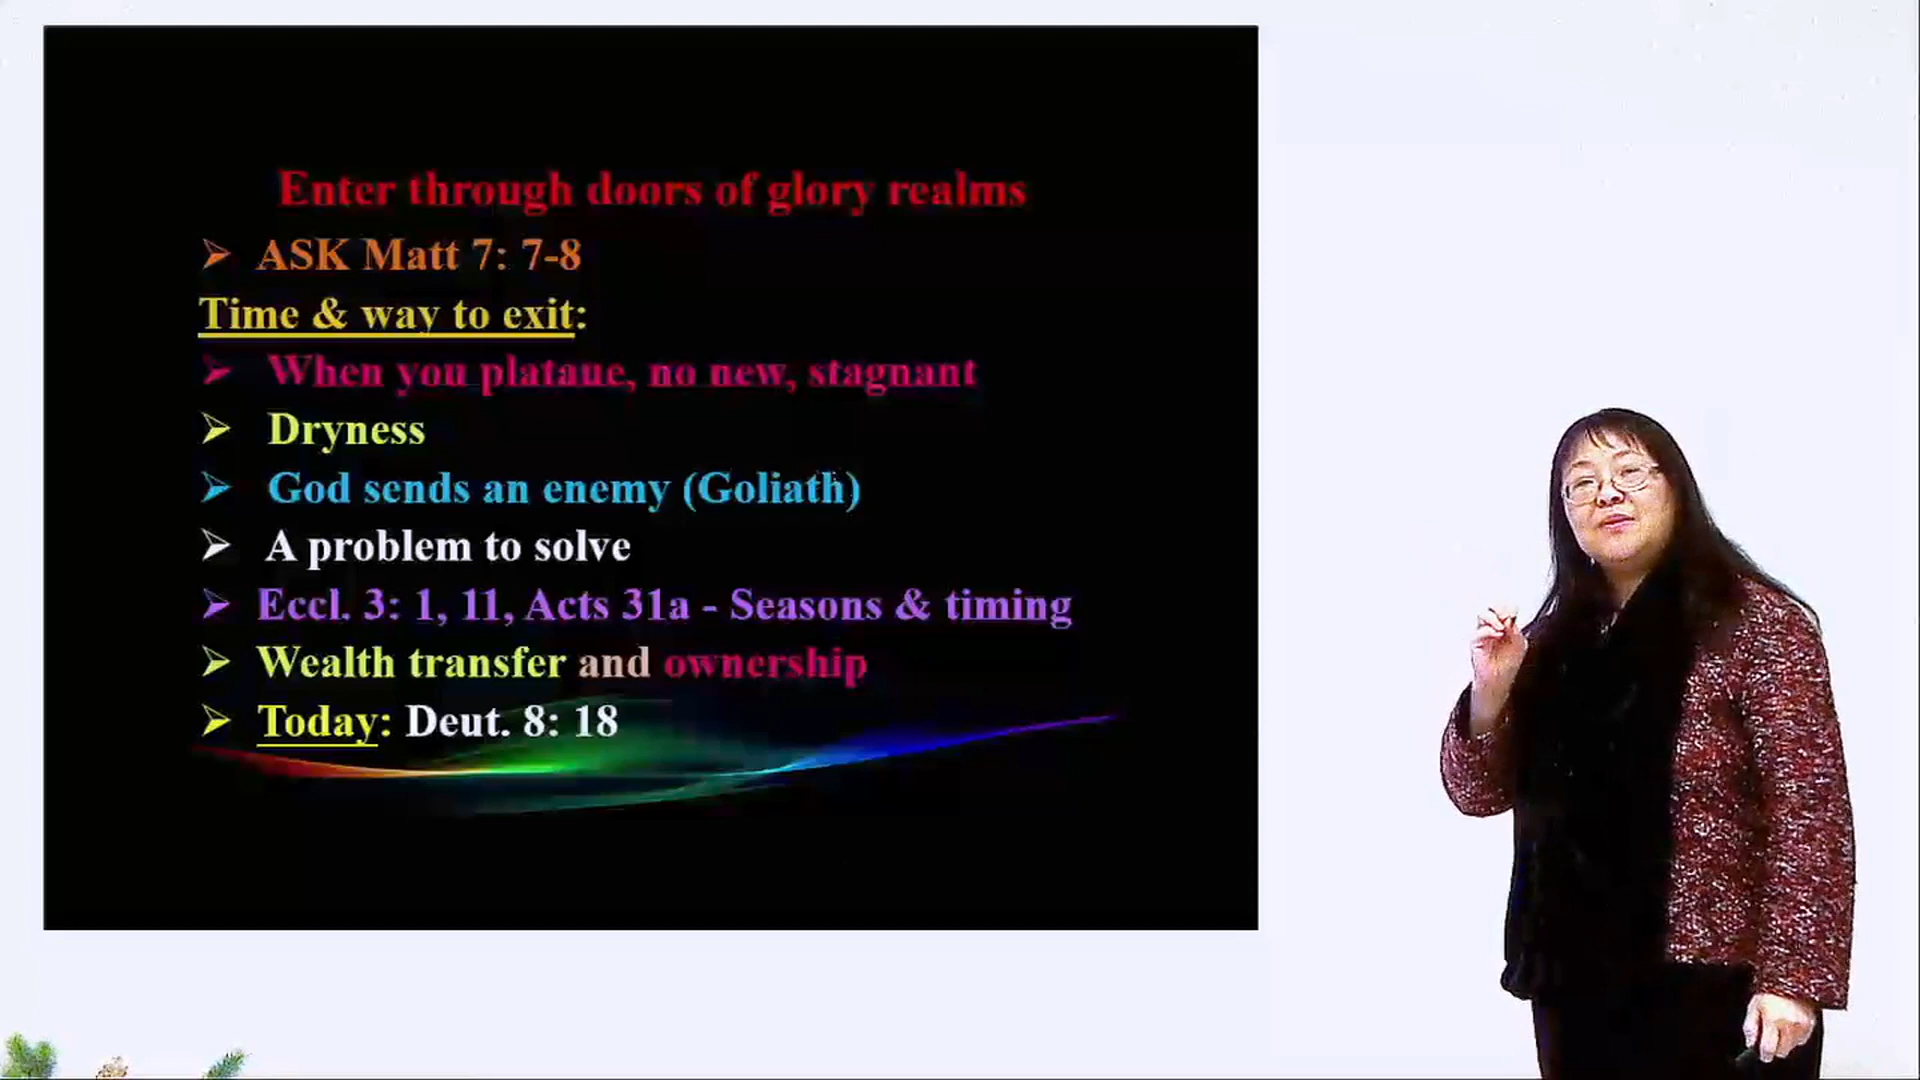 Enter through doors of glory realms
➢ ASK Matt 7: 7-8
Time & way to exit:
➢ When you plataue, no new, stagnant
➢ Dryness
➢ God sends an enemy (Goliath)
➢ A problem to solve
➢ Eccl. 3: 1, 11, Acts 31a - Seasons & timing
➢ Wealth transfer and ownership
➢ Today: Deut. 8: 18